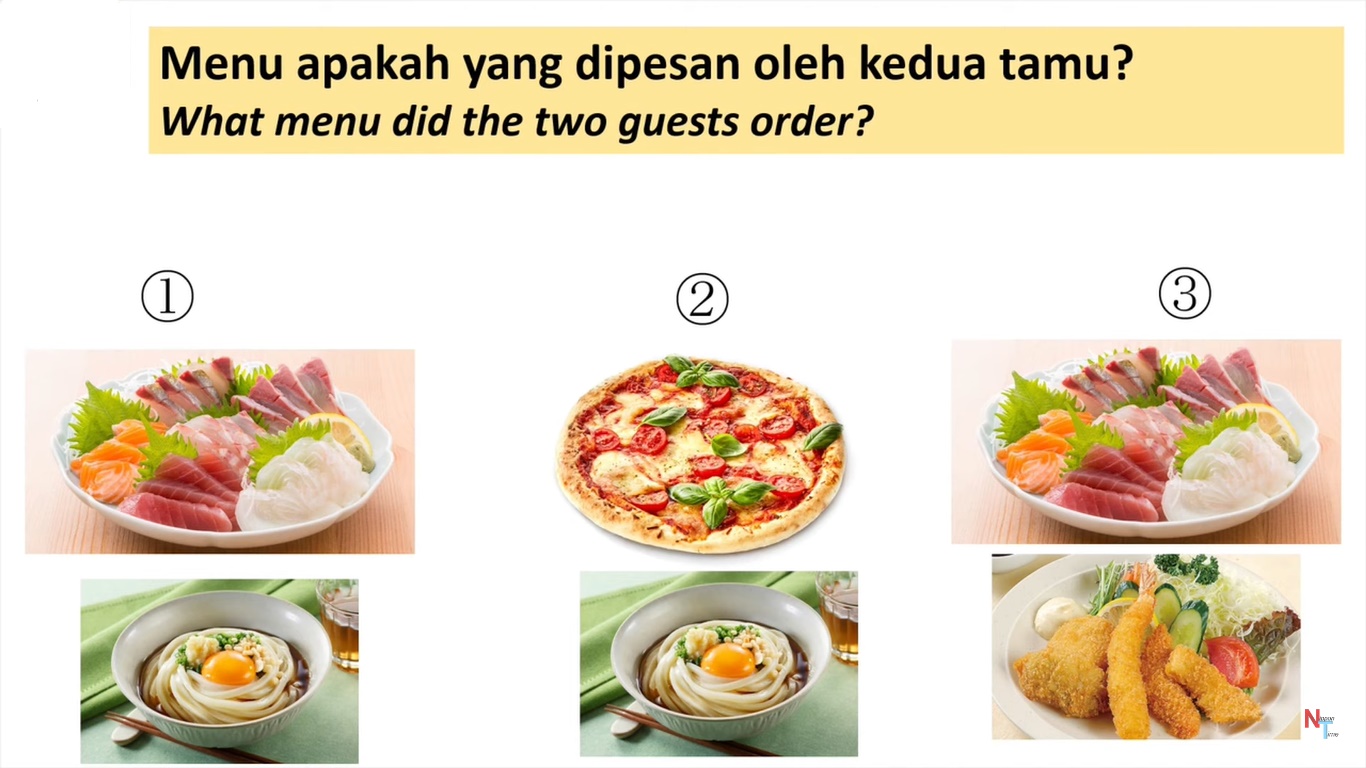 Menu apakah yang dipesan oleh kedua tamu?
What menu did the two guests order?
① ② ③